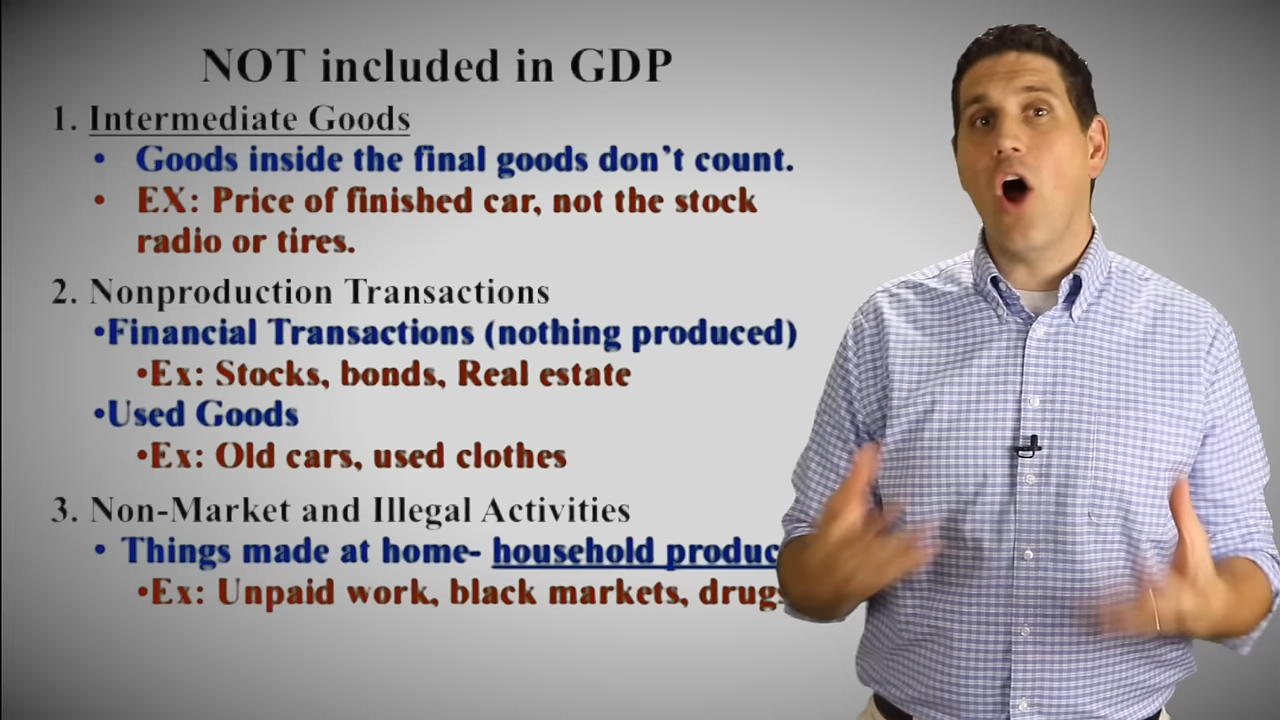 NOT included in GDP
1. Intermediate Goods
• Goods inside the final goods don't count.
• EX: Price of finished car, not the stock
radio or tires.
2. Nonproduction Transactions
•Financial Transactions (nothing produced)
•Ex: Stocks, bonds, Real estate
•Used Goods
•Ex: Old cars, used clothes
3. Non-Market and Illegal Activities
• Things made at home- household produc
•Ex: Unpaid work, black markets, drugs